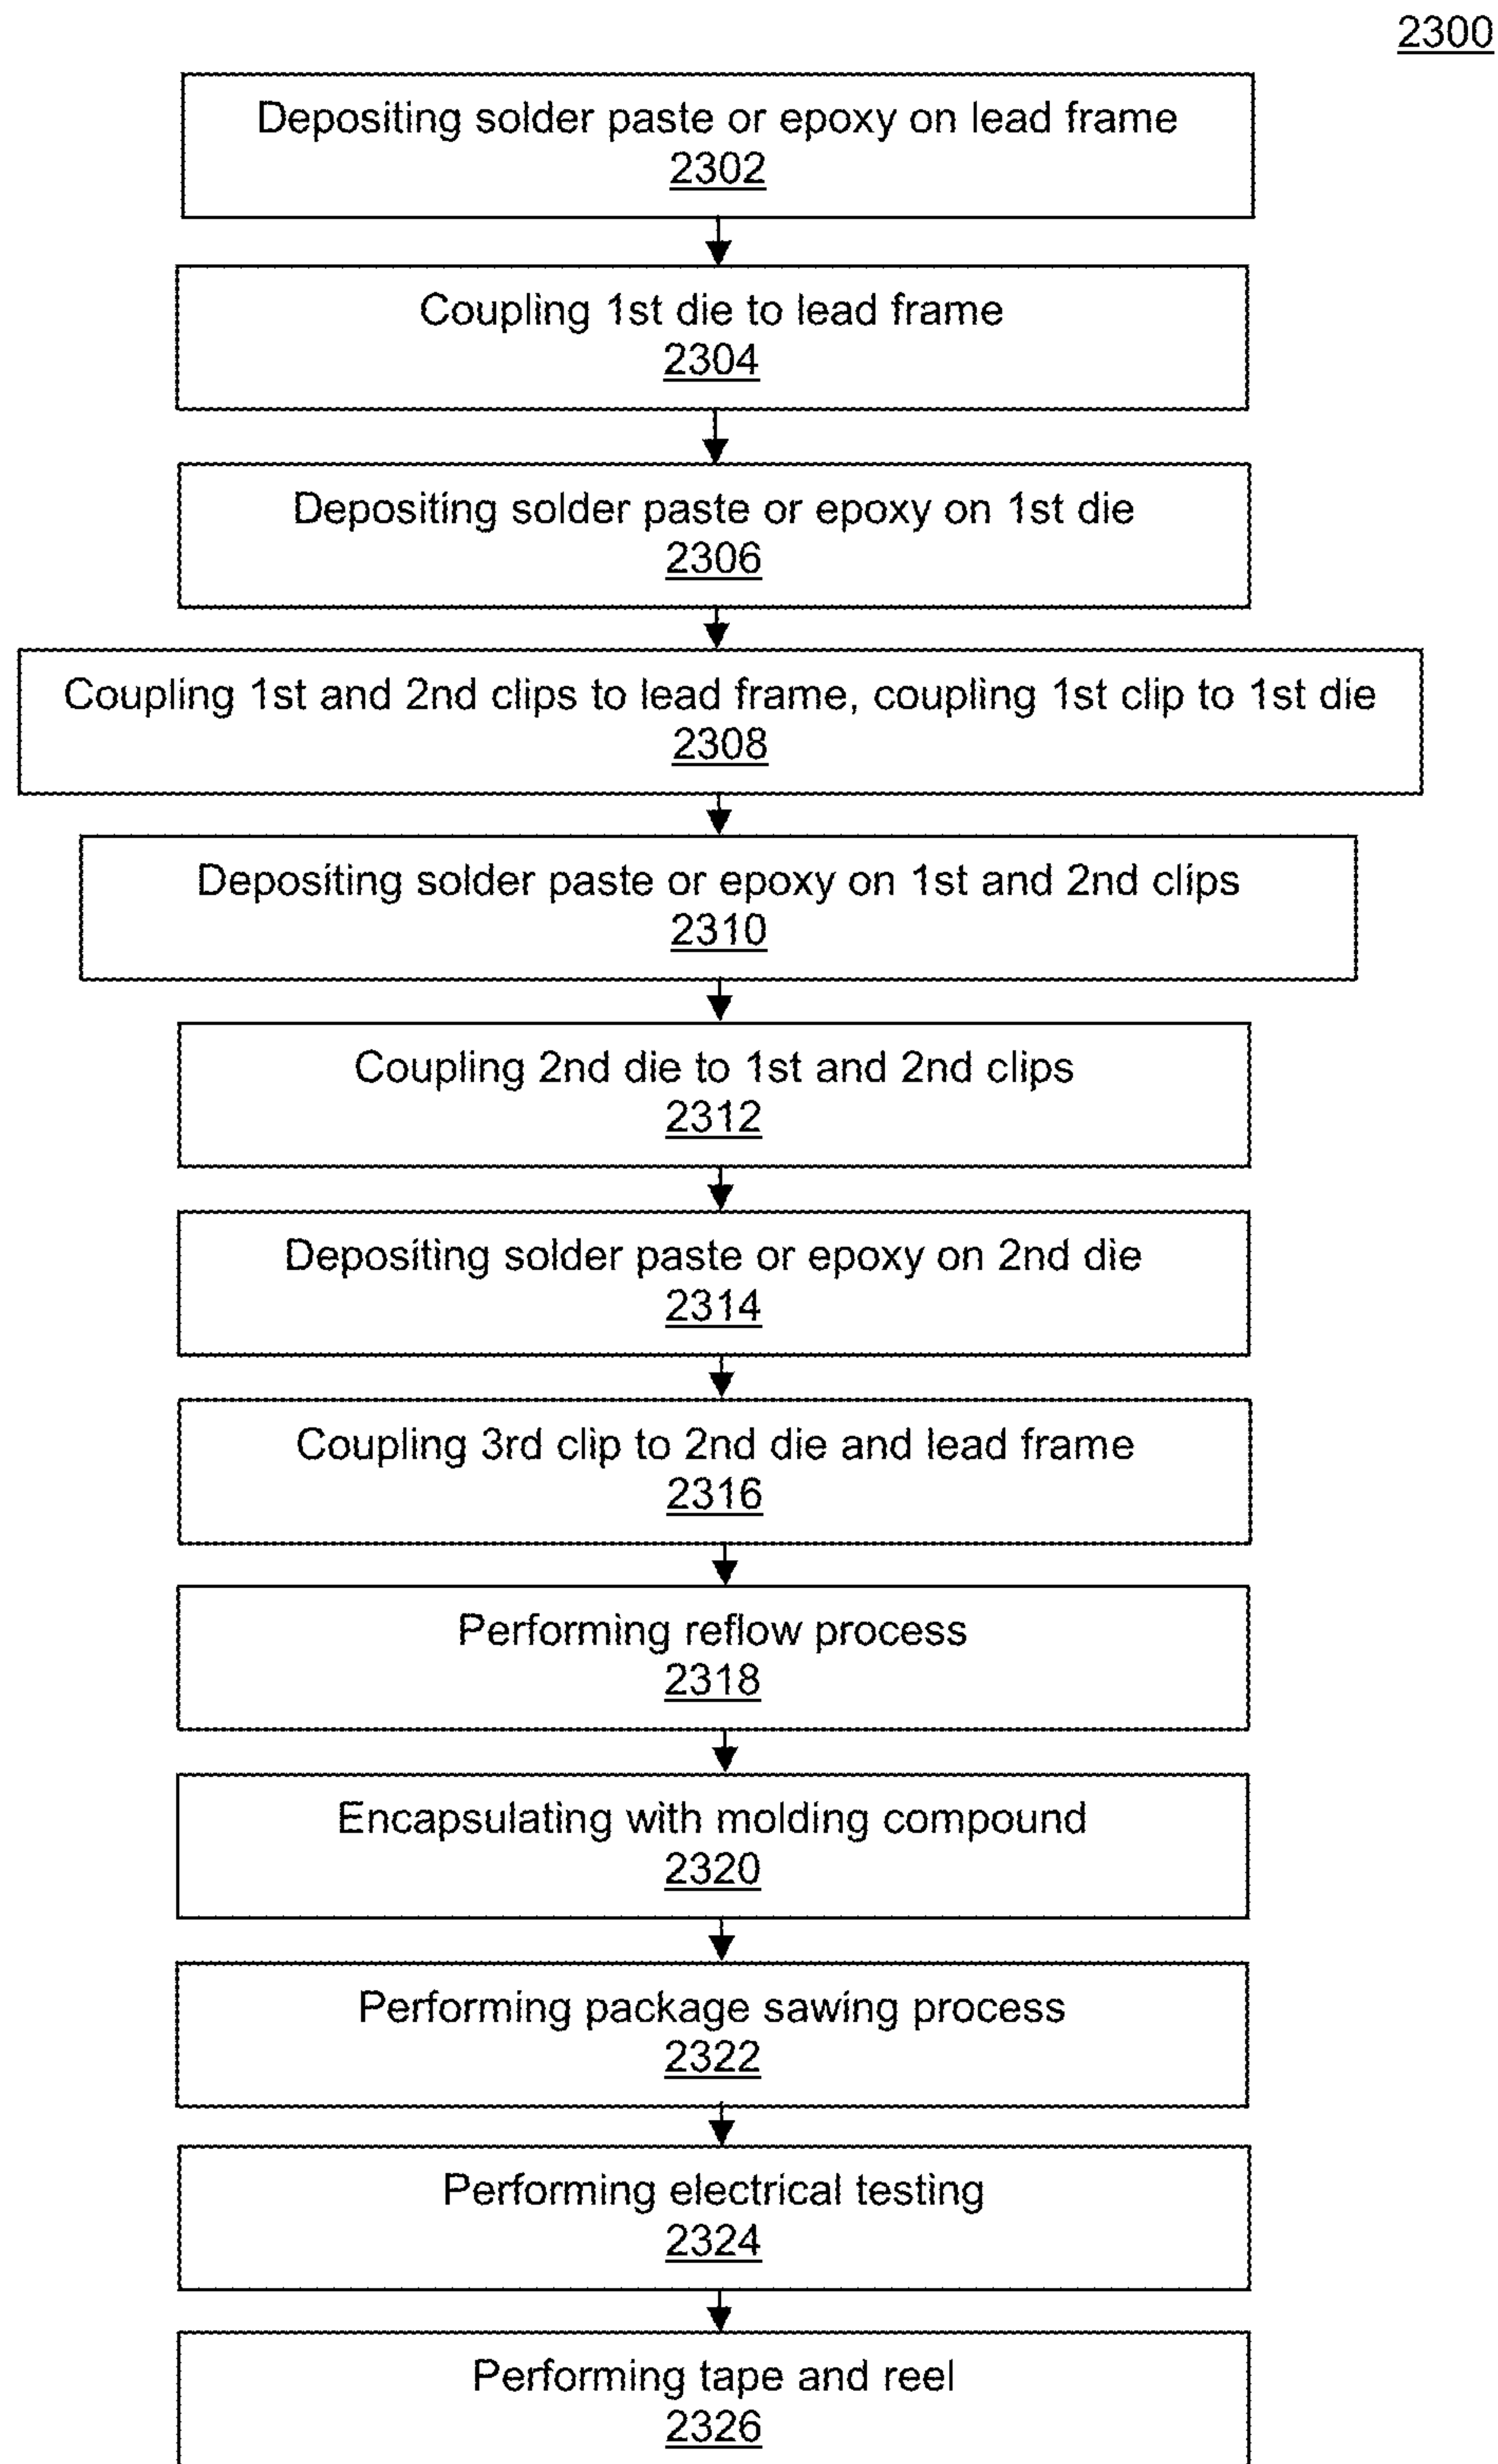 2300
Depositing solder paste or epoxy on lead frame
2302
Coupling 1st die to lead frame
2304
Depositing solder paste or epoxy on 1st die
2306
Coupling 1st and 2nd clips to lead frame, coupling 1st clip to 1st die
2308
Depositing solder paste or epoxy on 1st and 2nd clips
2310
Coupling 2nd die to 1st and 2nd clips
2312
Depositing solder paste or epoxy on 2nd die
2314
Coupling 3rd clip to 2nd die and lead frame
2316
Performing reflow process
2318
Encapsulating with molding compound
2320
Performing package sawing process
2322
Performing electrical testing
2324
Performing tape and reel
2326